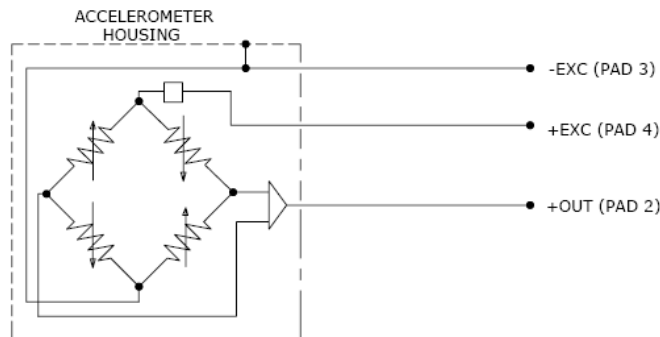 ACCELEROMETER
HOUSING
-EXC (PAD 3)
+EXC (PAD 4)
+OUT (PAD 2)